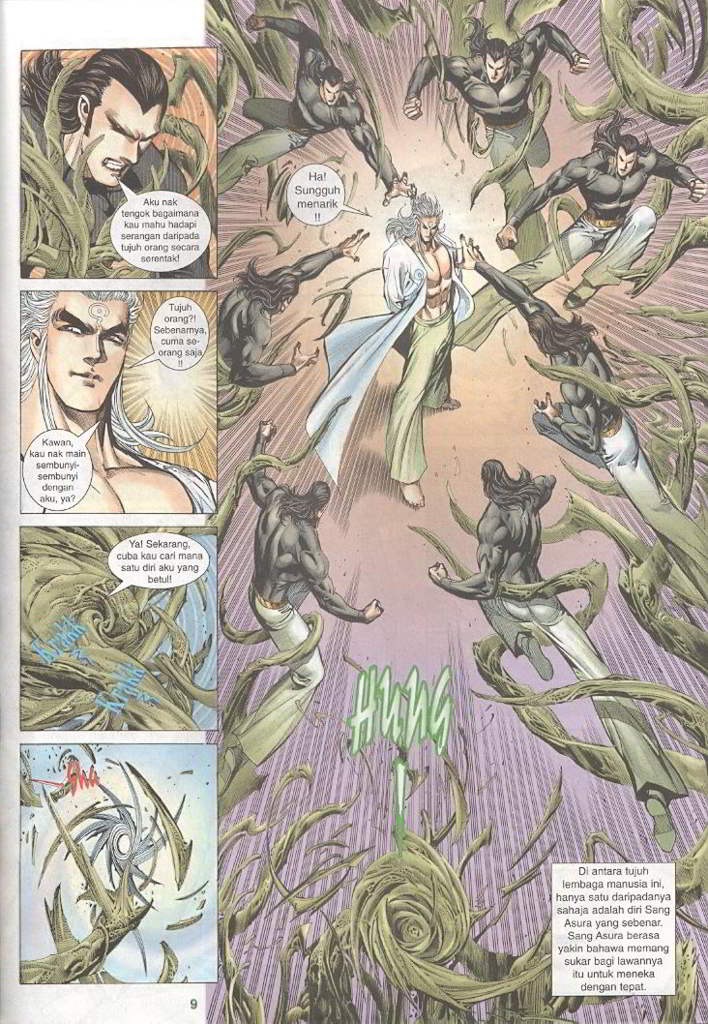 Aku nak
tengok bagaimana
kau mahu hadapi
serangan daripada
tujuh orang secara
serentak!
Tujuh
orang?!
Sebenarnya,
cuma se-
orang saja
!!
Kawan,
kau nak main
sembunyi-
sembunyi
dengan
aku, ya?
Ya! Sekarang,
cuba kau cari mana
satu diri aku yang
betul!
Ha!
Sungguh
menarik
!!
HUUU
!
Di antara tujuh
lembaga manusia ini,
hanya satu daripadanya
sahaja adalah diri Sang
Asura yang sebenar.
Sang Asura berasa
yakin bahawa memang
sukar bagi lawannya
itu untuk meneka
dengan tepat.
9